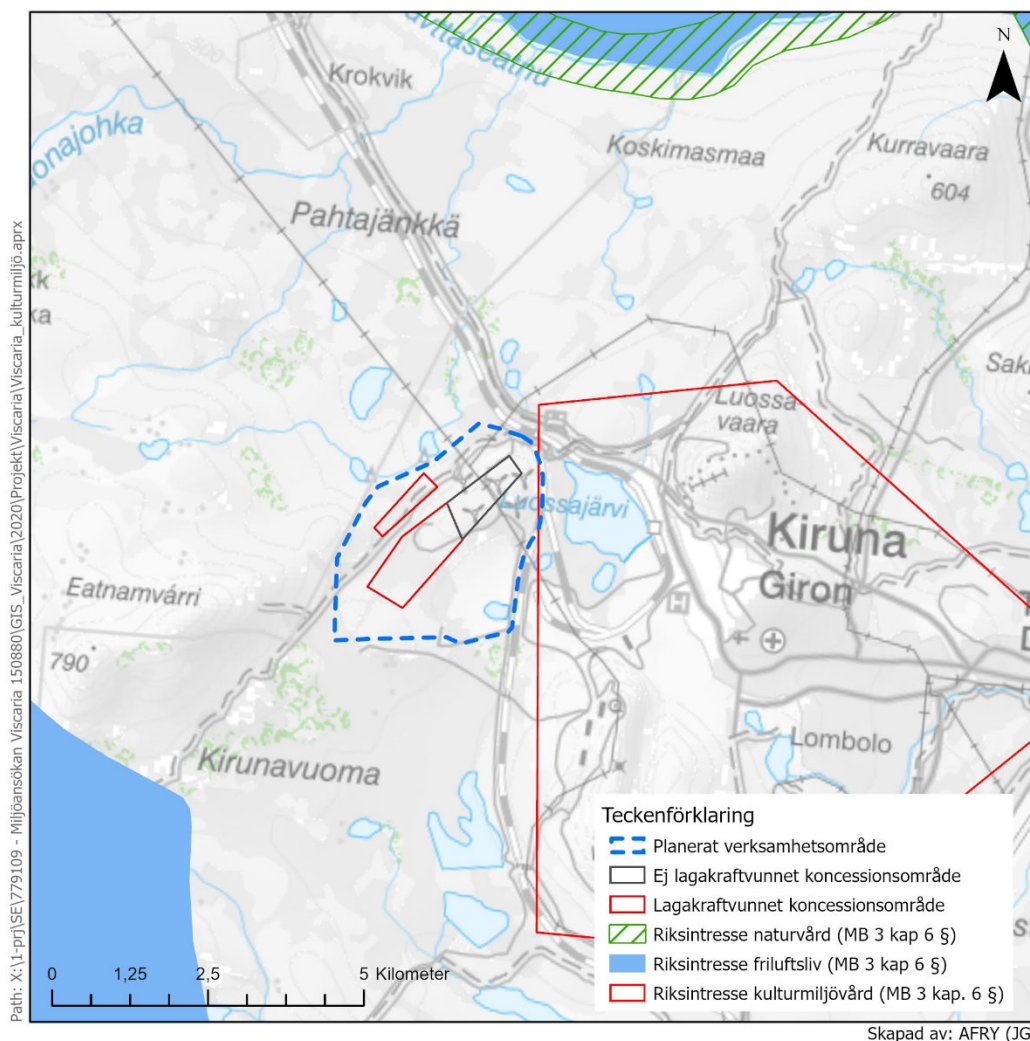 N
500
Krokvik
Koskimasmaa
Kurravaara
604
Pahtajänkkä
Luossa
vaara
Luossajärvi
Kiruna
Giron
Eatnamvárri
790
Kirunavuoma
Lombolo
Teckenförklaring
Planerat verksamhetsområde
Ej lagakraftvunnet koncessionsområde
Lagakraftvunnet koncessionsområde
Riksintresse naturvård (MB 3 kap 6 §)
Riksintresse friluftsliv (MB 3 kap 6 §)
Riksintresse kulturmiljövård (MB 3 kap. 6 §)
0 1,25 2,5 5 Kilometer
Path: X:\1-prj\SE\779109 - Miljöansökan Viscaria 150880\GIS_Viscaria\2020\Projekt\Viscaria\Viscaria_kulturmiljö.aprx
Skapad av: AFRY (JG